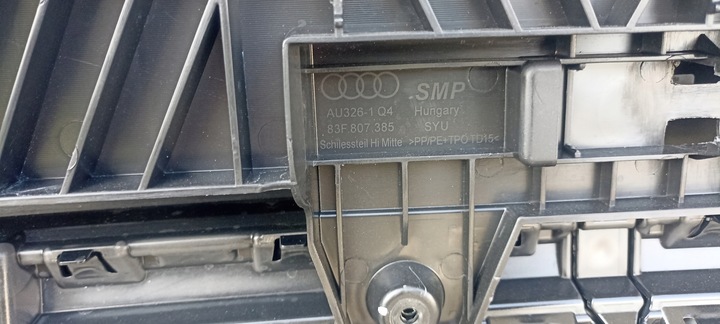 .SMP
AU326-1 Q4 Hungary
83F.807.385 SYU
Schliessteil Hi Mitte >PP/PE+TPO TD15<